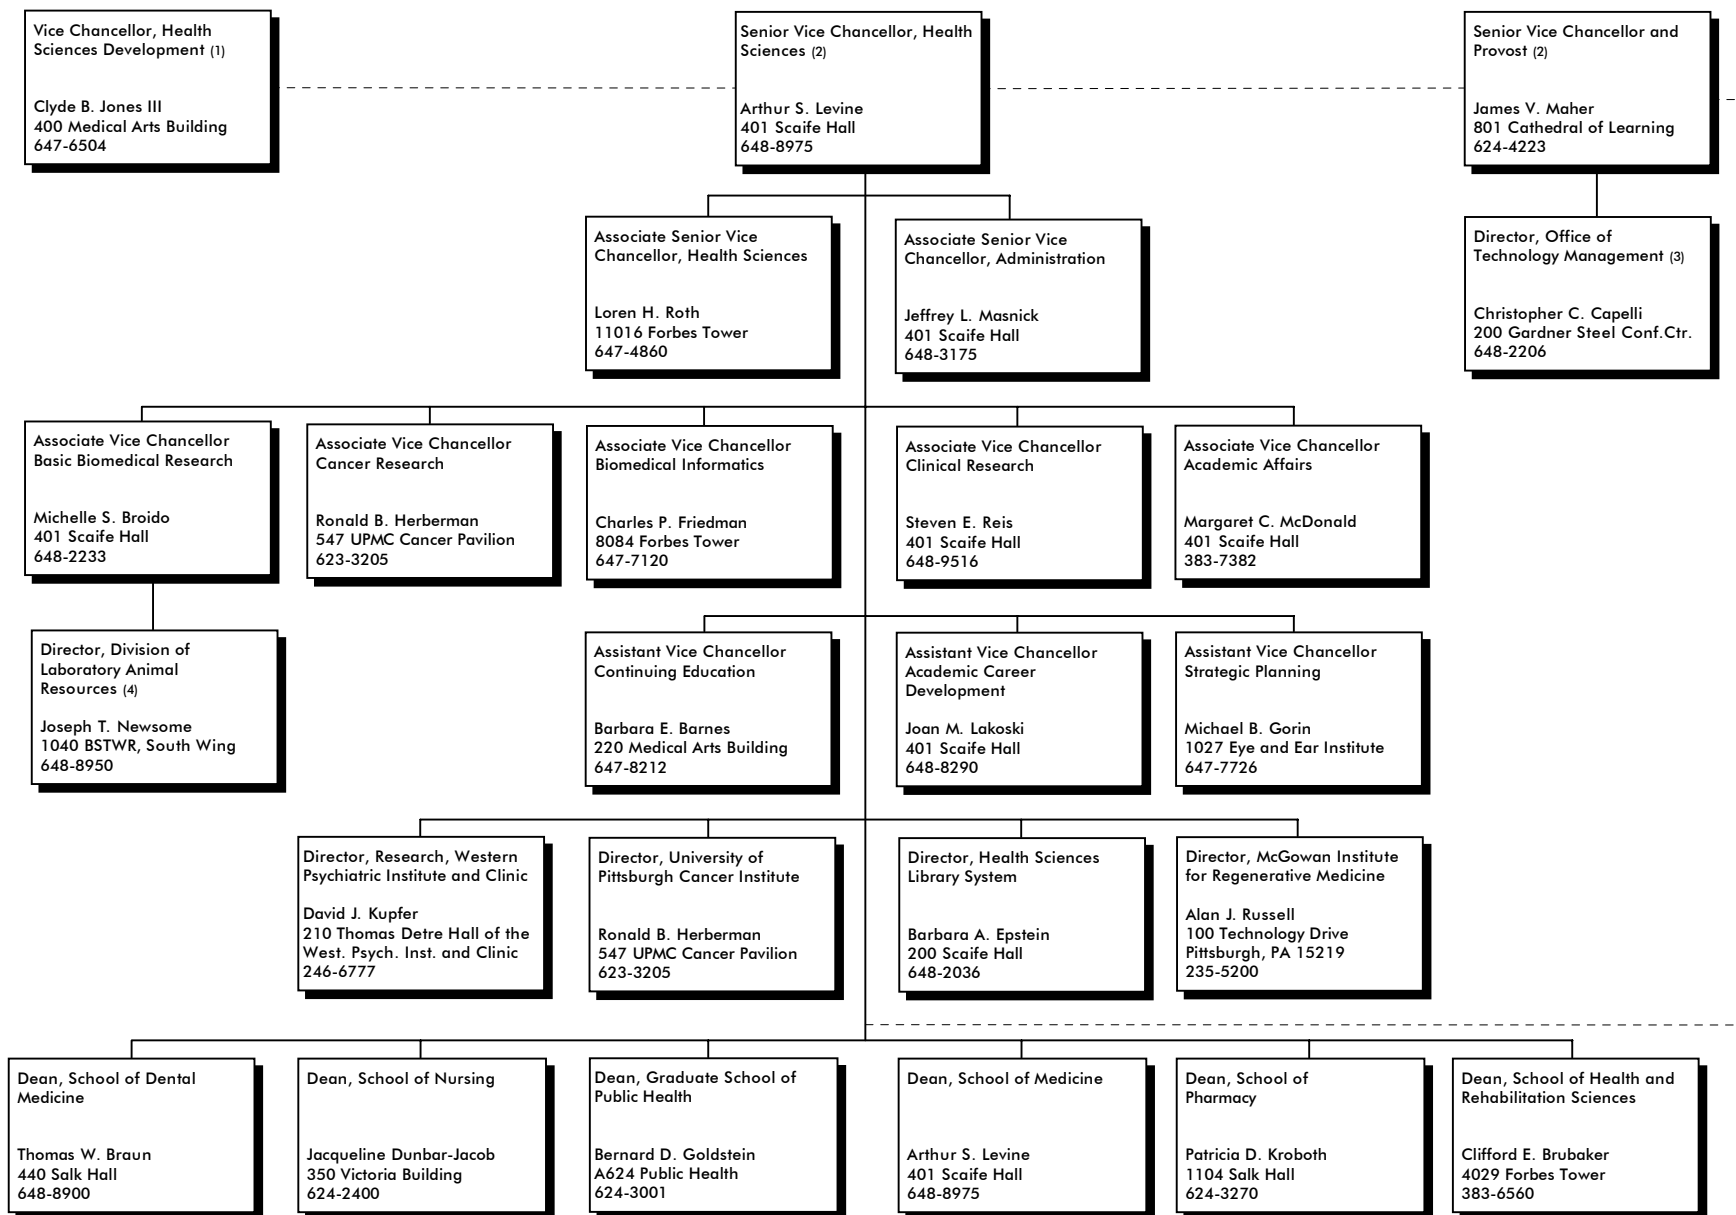 Vice Chancellor, Health
Sciences Development (1)
Clyde B. Jones III
400 Medical Arts Building
647-6504
Senior Vice Chancellor, Health
Sciences (2)
Arthur S. Levine
401 Scaife Hall
648-8975
Senior Vice Chancellor and
Provost (2)
James V. Maher
801 Cathedral of Learning
624-4223
Associate Senior Vice
Chancellor, Health Sciences
Loren H. Roth
11016 Forbes Tower
647-4860
Associate Senior Vice
Chancellor, Administration
Jeffrey L. Masnick
401 Scaife Hall
648-3175
Director, Office of
Technology Management (3)
Christopher C. Capelli
200 Gardner Steel Conf.Ctr.
648-2206
Associate Vice Chancellor
Basic Biomedical Research
Michelle S. Broido
401 Scaife Hall
648-2233
Associate Vice Chancellor
Cancer Research
Ronald B. Herberman
547 UPMC Cancer Pavilion
623-3205
Associate Vice Chancellor
Biomedical Informatics
Charles P. Friedman
8084 Forbes Tower
647-7120
Associate Vice Chancellor
Clinical Research
Steven E. Reis
401 Scaife Hall
648-9516
Associate Vice Chancellor
Academic Affairs
Margaret C. McDonald
401 Scaife Hall
383-7382
Director, Division of
Laboratory Animal
Resources (4)
Joseph T. Newsome
1040 BSTWR, South Wing
648-8950
Assistant Vice Chancellor
Continuing Education
Barbara E. Barnes
220 Medical Arts Building
647-8212
Assistant Vice Chancellor
Academic Career
Development
Joan M. Lakoski
401 Scaife Hall
648-8290
Assistant Vice Chancellor
Strategic Planning
Michael B. Gorin
1027 Eye and Ear Institute
647-7726
Director, Research, Western
Psychiatric Institute and Clinic
David J. Kupfer
210 Thomas Detre Hall of the
West. Psych. Inst. and Clinic
246-6777
Director, University of
Pittsburgh Cancer Institute
Ronald B. Herberman
547 UPMC Cancer Pavilion
623-3205
Director, Health Sciences
Library System
Barbara A. Epstein
200 Scaife Hall
648-2036
Director, McGowan Institute
for Regenerative Medicine
Alan J. Russell
100 Technology Drive
Pittsburgh, PA 15219
235-5200
Dean, School of Dental
Medicine
Thomas W. Braun
440 Salk Hall
648-8900
Dean, School of Nursing
Jacqueline Dunbar-Jacob
350 Victoria Building
624-2400
Dean, Graduate School of
Public Health
Bernard D. Goldstein
A624 Public Health
624-3001
Dean, School of Medicine
Arthur S. Levine
401 Scaife Hall
648-8975
Dean, School of
Pharmacy
Patricia D. Kroboth
1104 Salk Hall
624-3270
Dean, School of Health and
Rehabilitation Sciences
Clifford E. Brubaker
4029 Forbes Tower
383-6560